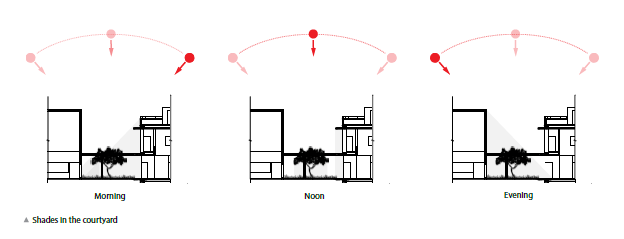 Morning
Noon
Evening
▲ Shades in the courtyard